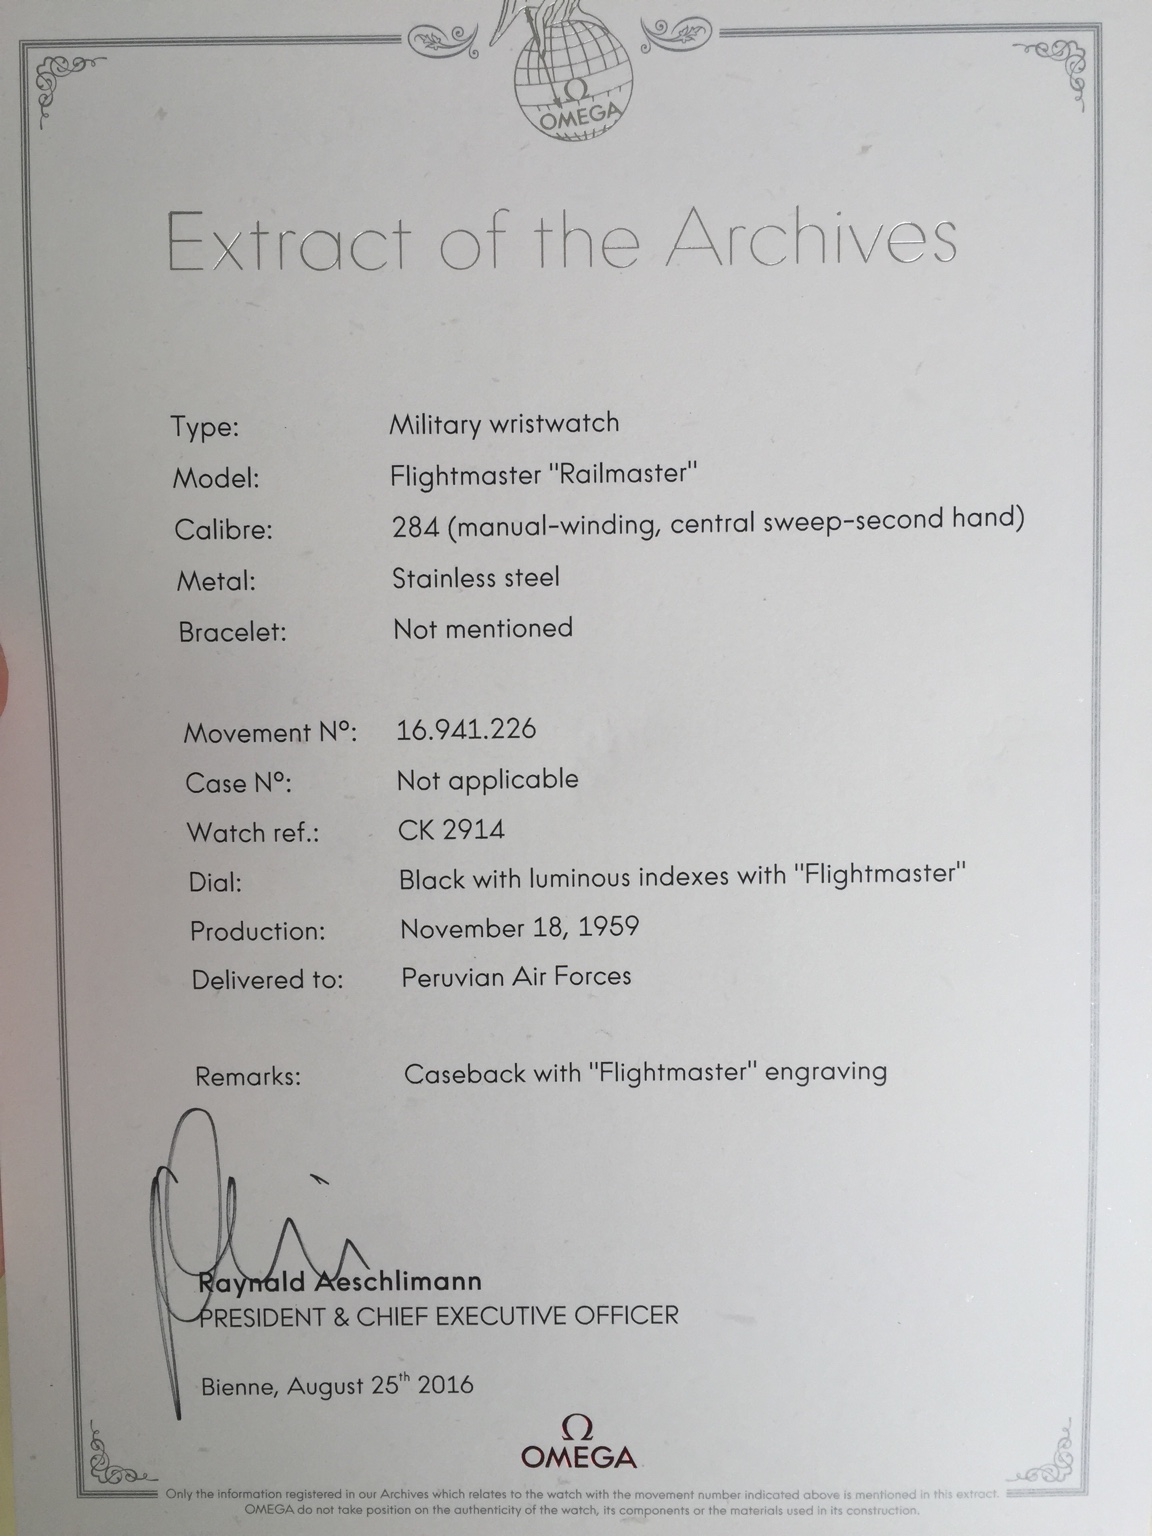 Ω
OMEGA
Extract of the Archives
Type: Military wristwatch
Model: Flightmaster "Railmaster"
Calibre: 284 (manual-winding, central sweep-second hand)
Metal: Stainless steel
Bracelet: Not mentioned
Movement Nº: 16.941.226
Case Nº: Not applicable
Watch ref.: CK 2914
Dial: Black with luminous indexes with "Flightmaster"
Production: November 18, 1959
Delivered to: Peruvian Air Forces
Remarks: Caseback with "Flightmaster" engraving
Raynald Aeschlimann
PRESIDENT & CHIEF EXECUTIVE OFFICER
Bienne, August 25th 2016
Ω
OMEGA
Only the information registered in our Archives which relates to the watch with the movement number indicated above is mentioned in this extract.
OMEGA do not take position on the authenticity of the watch, its components or the materials used in its construction.